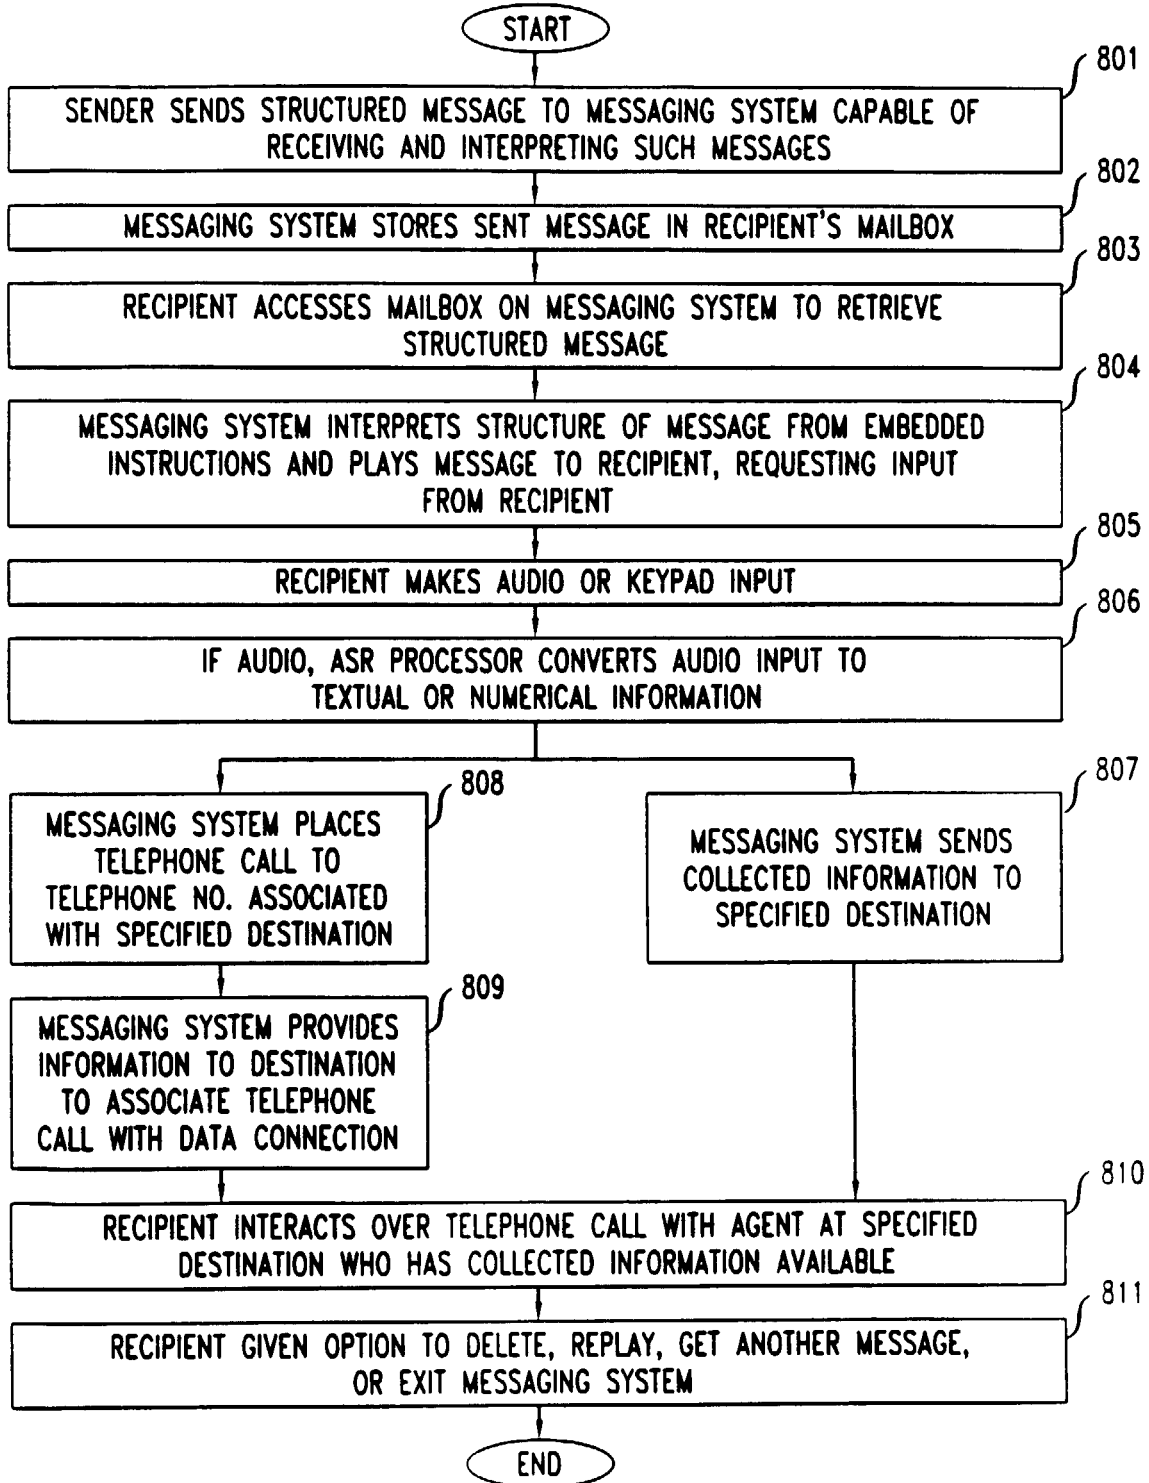 START
801
SENDER SENDS STRUCTURED MESSAGE TO MESSAGING SYSTEM CAPABLE OF
RECEIVING AND INTERPRETING SUCH MESSAGES
802
MESSAGING SYSTEM STORES SENT MESSAGE IN RECIPIENT'S MAILBOX
803
RECIPIENT ACCESSES MAILBOX ON MESSAGING SYSTEM TO RETRIEVE
STRUCTURED MESSAGE
804
MESSAGING SYSTEM INTERPRETS STRUCTURE OF MESSAGE FROM EMBEDDED
INSTRUCTIONS AND PLAYS MESSAGE TO RECIPIENT, REQUESTING INPUT
FROM RECIPIENT
805
RECIPIENT MAKES AUDIO OR KEYPAD INPUT
806
IF AUDIO, ASR PROCESSOR CONVERTS AUDIO INPUT TO
TEXTUAL OR NUMERICAL INFORMATION
808
MESSAGING SYSTEM PLACES
TELEPHONE CALL TO
TELEPHONE NO. ASSOCIATED
WITH SPECIFIED DESTINATION
807
MESSAGING SYSTEM SENDS
COLLECTED INFORMATION TO
SPECIFIED DESTINATION
809
MESSAGING SYSTEM PROVIDES
INFORMATION TO DESTINATION
TO ASSOCIATE TELEPHONE
CALL WITH DATA CONNECTION
810
RECIPIENT INTERACTS OVER TELEPHONE CALL WITH AGENT AT SPECIFIED
DESTINATION WHO HAS COLLECTED INFORMATION AVAILABLE
811
RECIPIENT GIVEN OPTION TO DELETE, REPLAY, GET ANOTHER MESSAGE,
OR EXIT MESSAGING SYSTEM
END